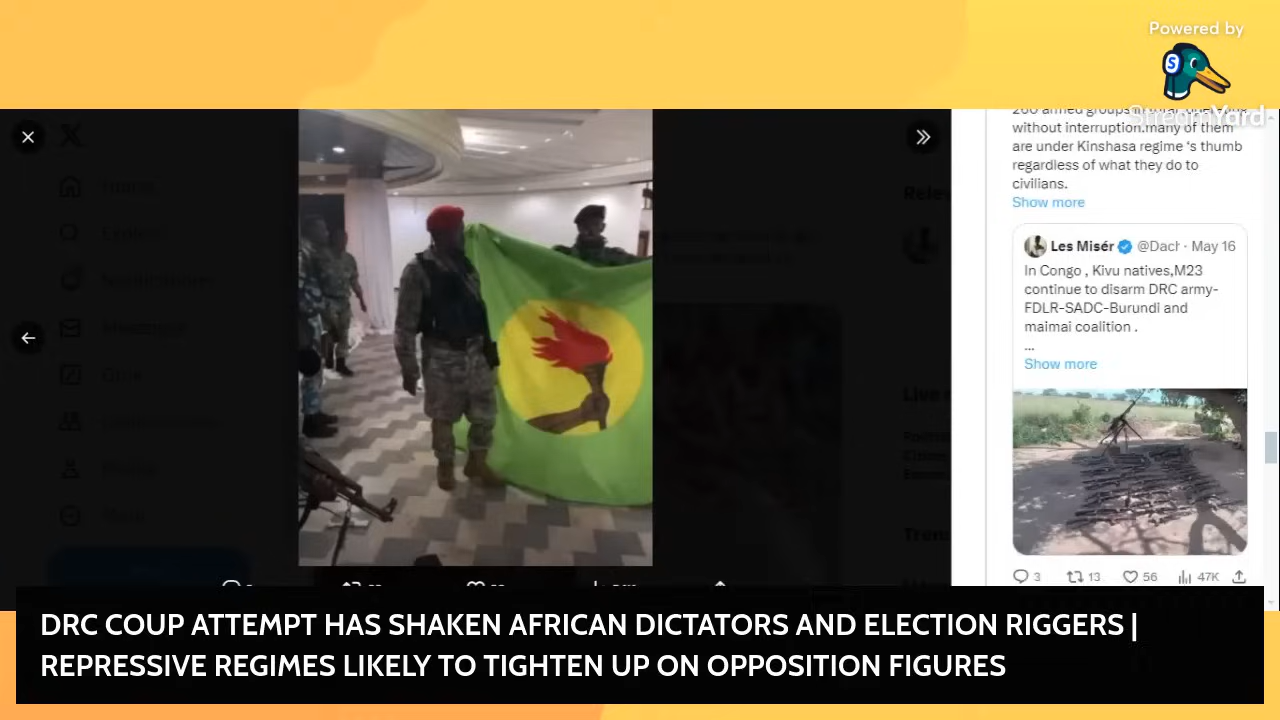 Powered by
StreamYard
without interruption.many of them
are under Kinshasa regime ‘s thumb
regardless of what they do to
civilians.
Show more
Les Misér @Dacł · May 16
In Congo , Kivu natives,M23
continue to disarm DRC army-
FDLR-SADC-Burundi and
maimai coalition .
...
Show more
3 13 56 47K
DRC COUP ATTEMPT HAS SHAKEN AFRICAN DICTATORS AND ELECTION RIGGERS |
REPRESSIVE REGIMES LIKELY TO TIGHTEN UP ON OPPOSITION FIGURES